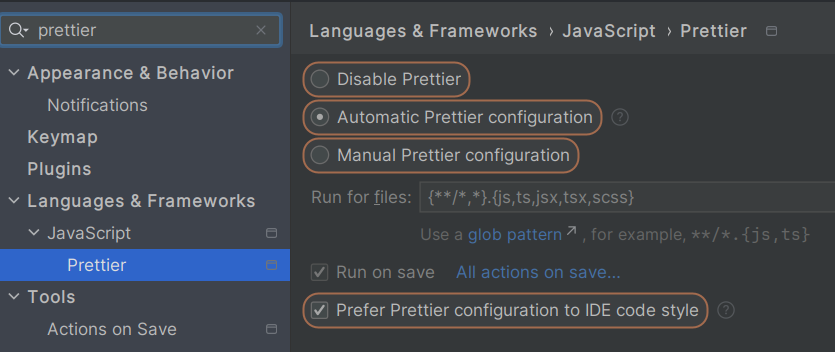 prettier
Languages & Frameworks › JavaScript › Prettier
Appearance & Behavior
Notifications
Keymap
Plugins
Languages & Frameworks
JavaScript
Prettier
Tools
Actions on Save
Disable Prettier
Automatic Prettier configuration ?
Manual Prettier configuration
Run for files: {**/*,*}.{js,ts,jsx,tsx,scss}
Use a glob pattern↗, for example, **/*.{js,ts}
Run on save All actions on save...
Prefer Prettier configuration to IDE code style ?